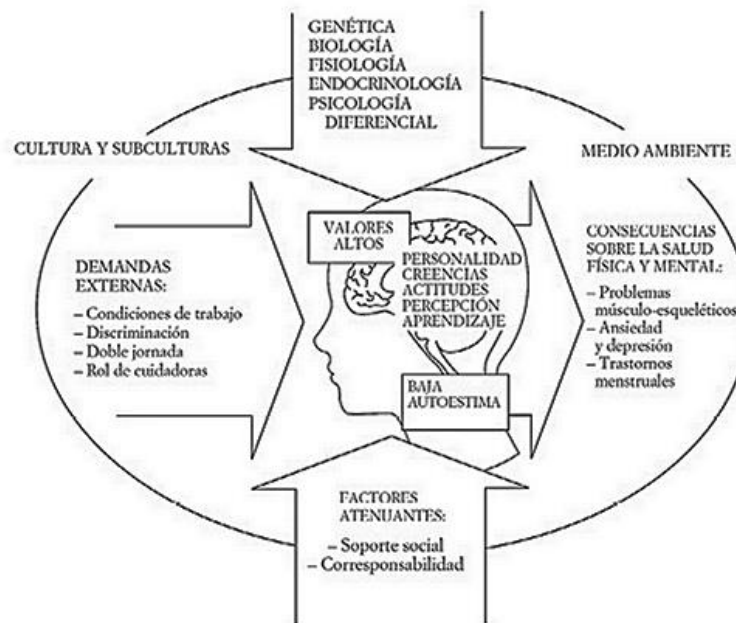 GENÉTICA
BIOLOGÍA
FISIOLOGÍA
ENDOCRINOLOGÍA
PSICOLOGÍA
DIFERENCIAL
CULTURA Y SUBCULTURAS
MEDIO AMBIENTE
DEMANDAS
EXTERNAS:
– Condiciones de trabajo
– Discriminación
– Doble jornada
– Rol de cuidadoras
VALORES
ALTOS
PERSONALIDAD
CREENCIAS
ACTITUDES
PERCEPCIÓN
APRENDIZAJE
BAJA
AUTOESTIMA
CONSECUENCIAS
SOBRE LA SALUD
FÍSICA Y MENTAL:
– Problemas
músculo-esqueléticos
– Ansiedad
y depresión
– Trastornos
menstruales
FACTORES
ATENUANTES:
– Soporte social
– Corresponsabilidad